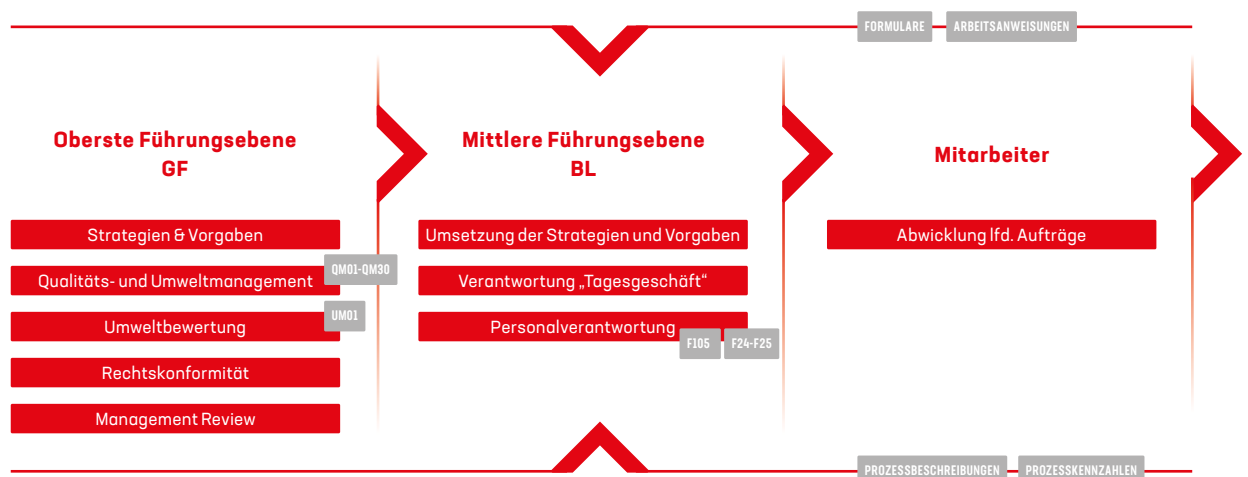 FORMULARE
ARBEITSANWEISUNGEN
Oberste Führungsebene
GF
Strategien & Vorgaben
Qualitäts- und Umweltmanagement
QM01-QM30
Umweltbewertung
UM01
Rechtskonformität
Management Review
Mittlere Führungsebene
BL
Umsetzung der Strategien und Vorgaben
Verantwortung „Tagesgeschäft“
Personalverantwortung
F105
F24-F25
Mitarbeiter
Abwicklung lfd. Aufträge
PROZESSBESCHREIBUNGEN
PROZESSKENNZAHLEN